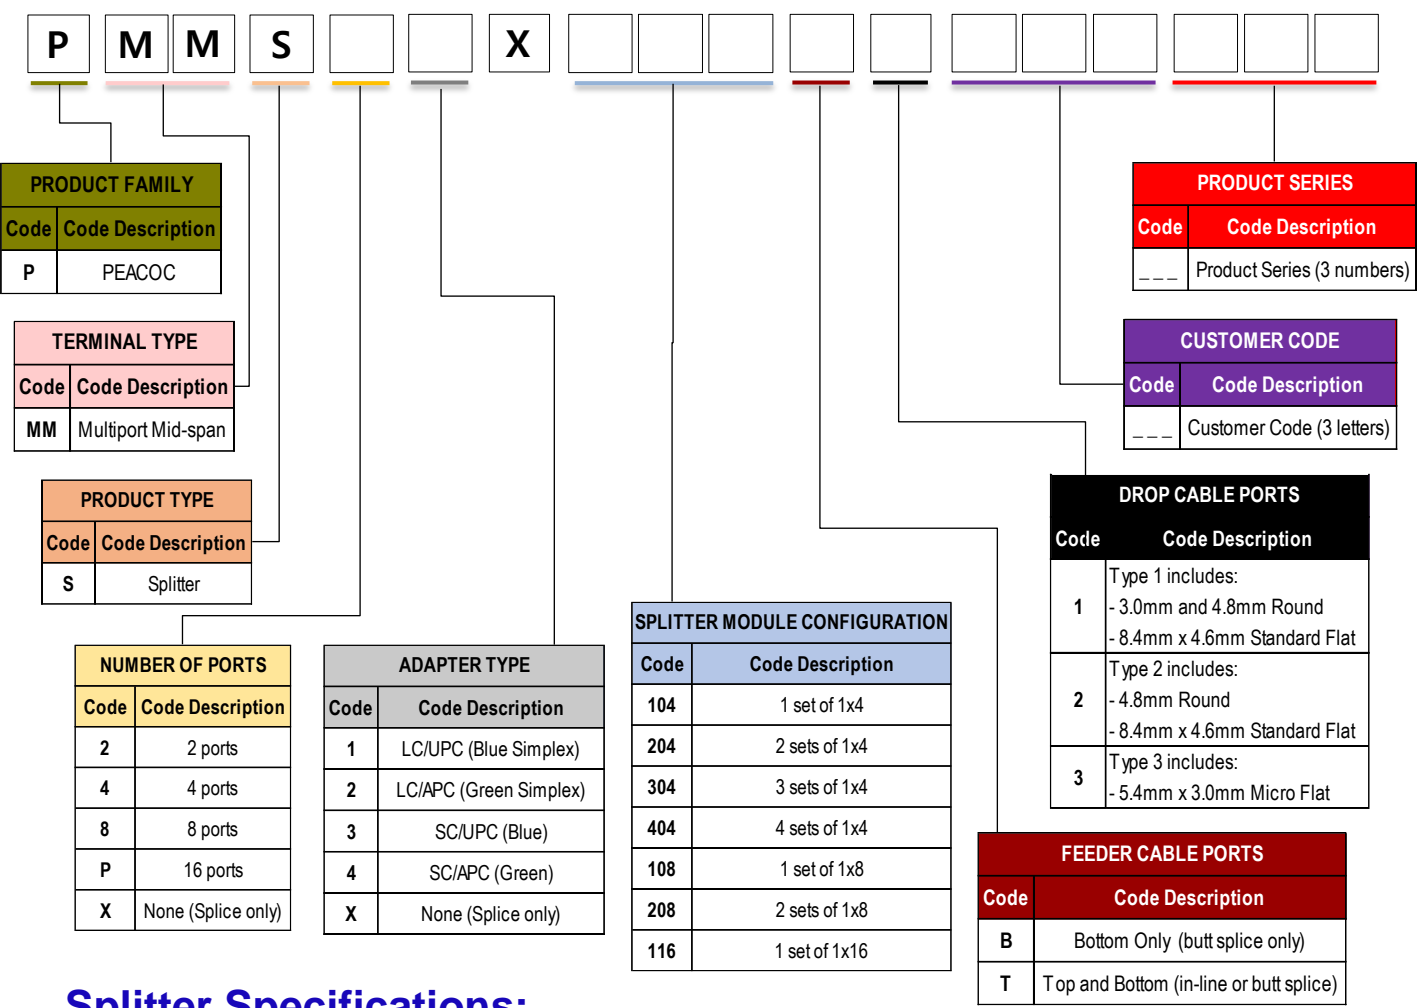 P M M S X
PRODUCT FAMILY
Code Code Description
P PEACOC
TERMINAL TYPE
Code Code Description
MM Multiport Mid-span
PRODUCT TYPE
Code Code Description
S Splitter
NUMBER OF PORTS
Code Code Description
2 2 ports
4 4 ports
8 8 ports
P 16 ports
X None (Splice only)
ADAPTER TYPE
Code Code Description
1 LC/UPC (Blue Simplex)
2 LC/APC (Green Simplex)
3 SC/UPC (Blue)
4 SC/APC (Green)
X None (Splice only)
SPLITTER MODULE CONFIGURATION
Code Code Description
104 1 set of 1x4
204 2 sets of 1x4
304 3 sets of 1x4
404 4 sets of 1x4
108 1 set of 1x8
208 2 sets of 1x8
116 1 set of 1x16
PRODUCT SERIES
Code Code Description
_ _ _ Product Series (3 numbers)
CUSTOMER CODE
Code Code Description
_ _ _ Customer Code (3 letters)
DROP CABLE PORTS
Code Code Description
1 Type 1 includes:
- 3.0mm and 4.8mm Round
- 8.4mm x 4.6mm Standard Flat
2 Type 2 includes:
- 4.8mm Round
- 8.4mm x 4.6mm Standard Flat
3 Type 3 includes:
- 5.4mm x 3.0mm Micro Flat
FEEDER CABLE PORTS
Code Code Description
B Bottom Only (butt splice only)
T Top and Bottom (in-line or butt splice)
Splitter Specifications: